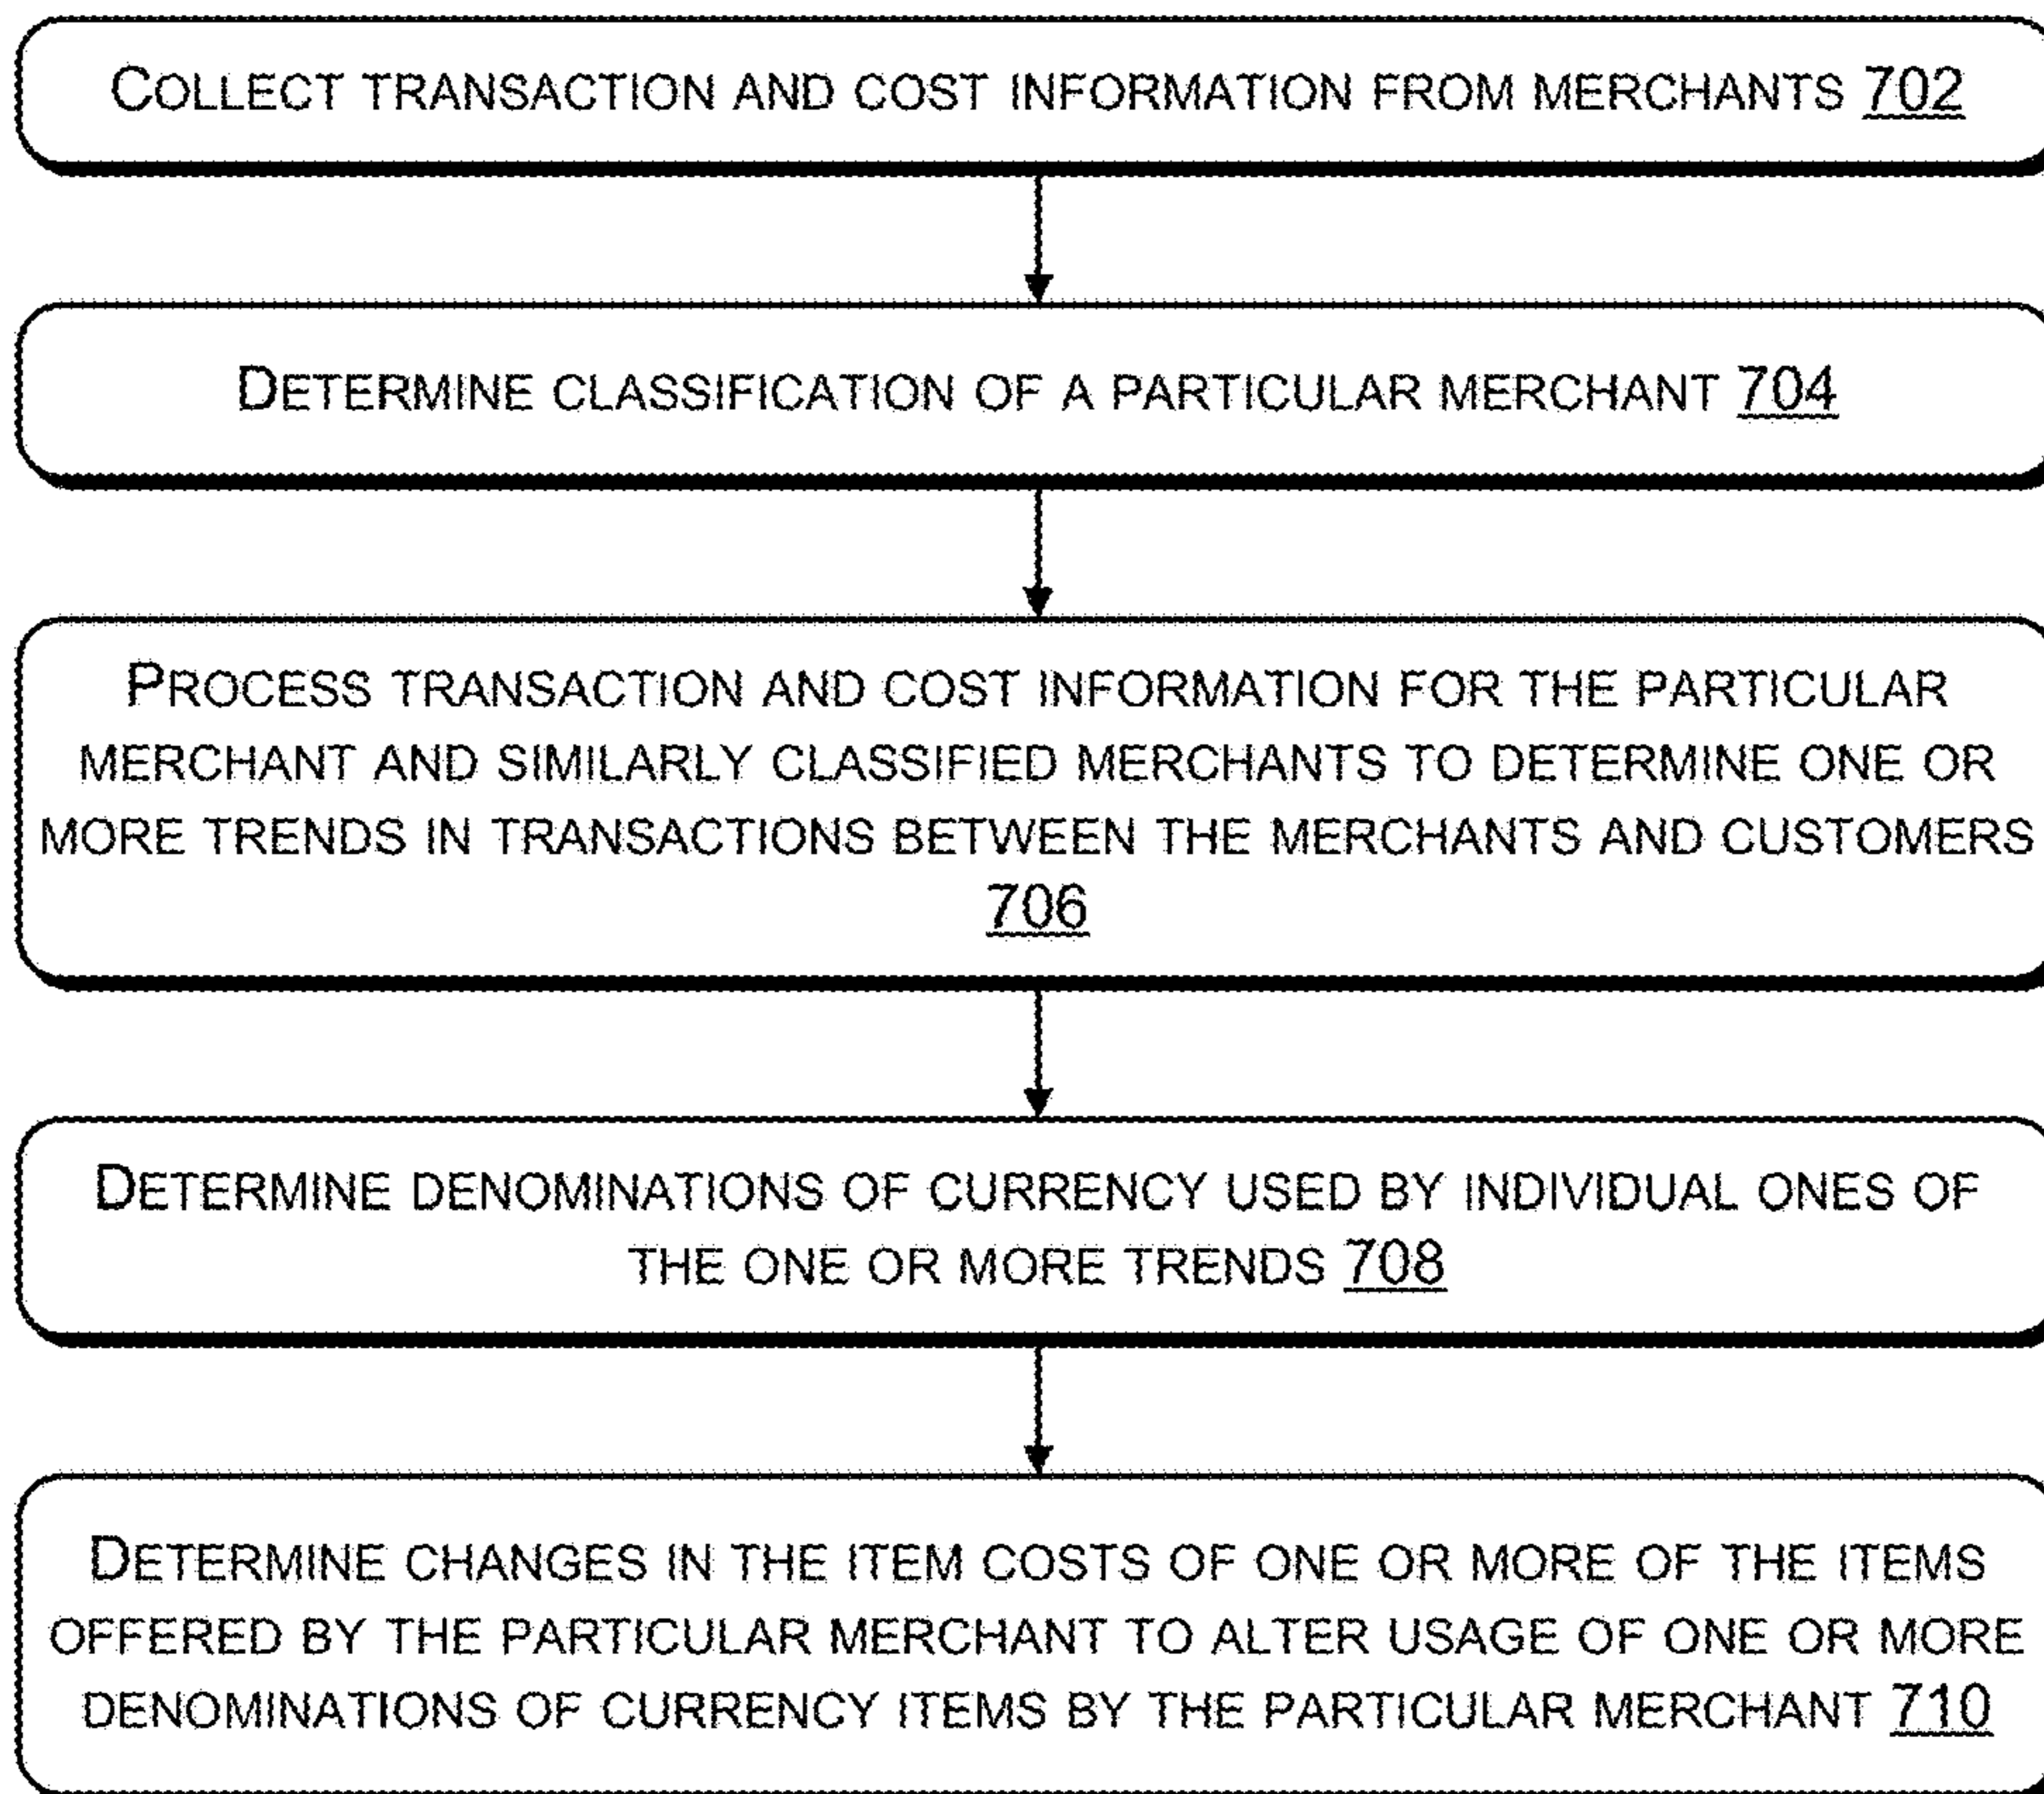 COLLECT TRANSACTION AND COST INFORMATION FROM MERCHANTS 702
DETERMINE CLASSIFICATION OF A PARTICULAR MERCHANT 704
PROCESS TRANSACTION AND COST INFORMATION FOR THE PARTICULAR
MERCHANT AND SIMILARLY CLASSIFIED MERCHANTS TO DETERMINE ONE OR
MORE TRENDS IN TRANSACTIONS BETWEEN THE MERCHANTS AND CUSTOMERS
706
DETERMINE DENOMINATIONS OF CURRENCY USED BY INDIVIDUAL ONES OF
THE ONE OR MORE TRENDS 708
DETERMINE CHANGES IN THE ITEM COSTS OF ONE OR MORE OF THE ITEMS
OFFERED BY THE PARTICULAR MERCHANT TO ALTER USAGE OF ONE OR MORE
DENOMINATIONS OF CURRENCY ITEMS BY THE PARTICULAR MERCHANT 710